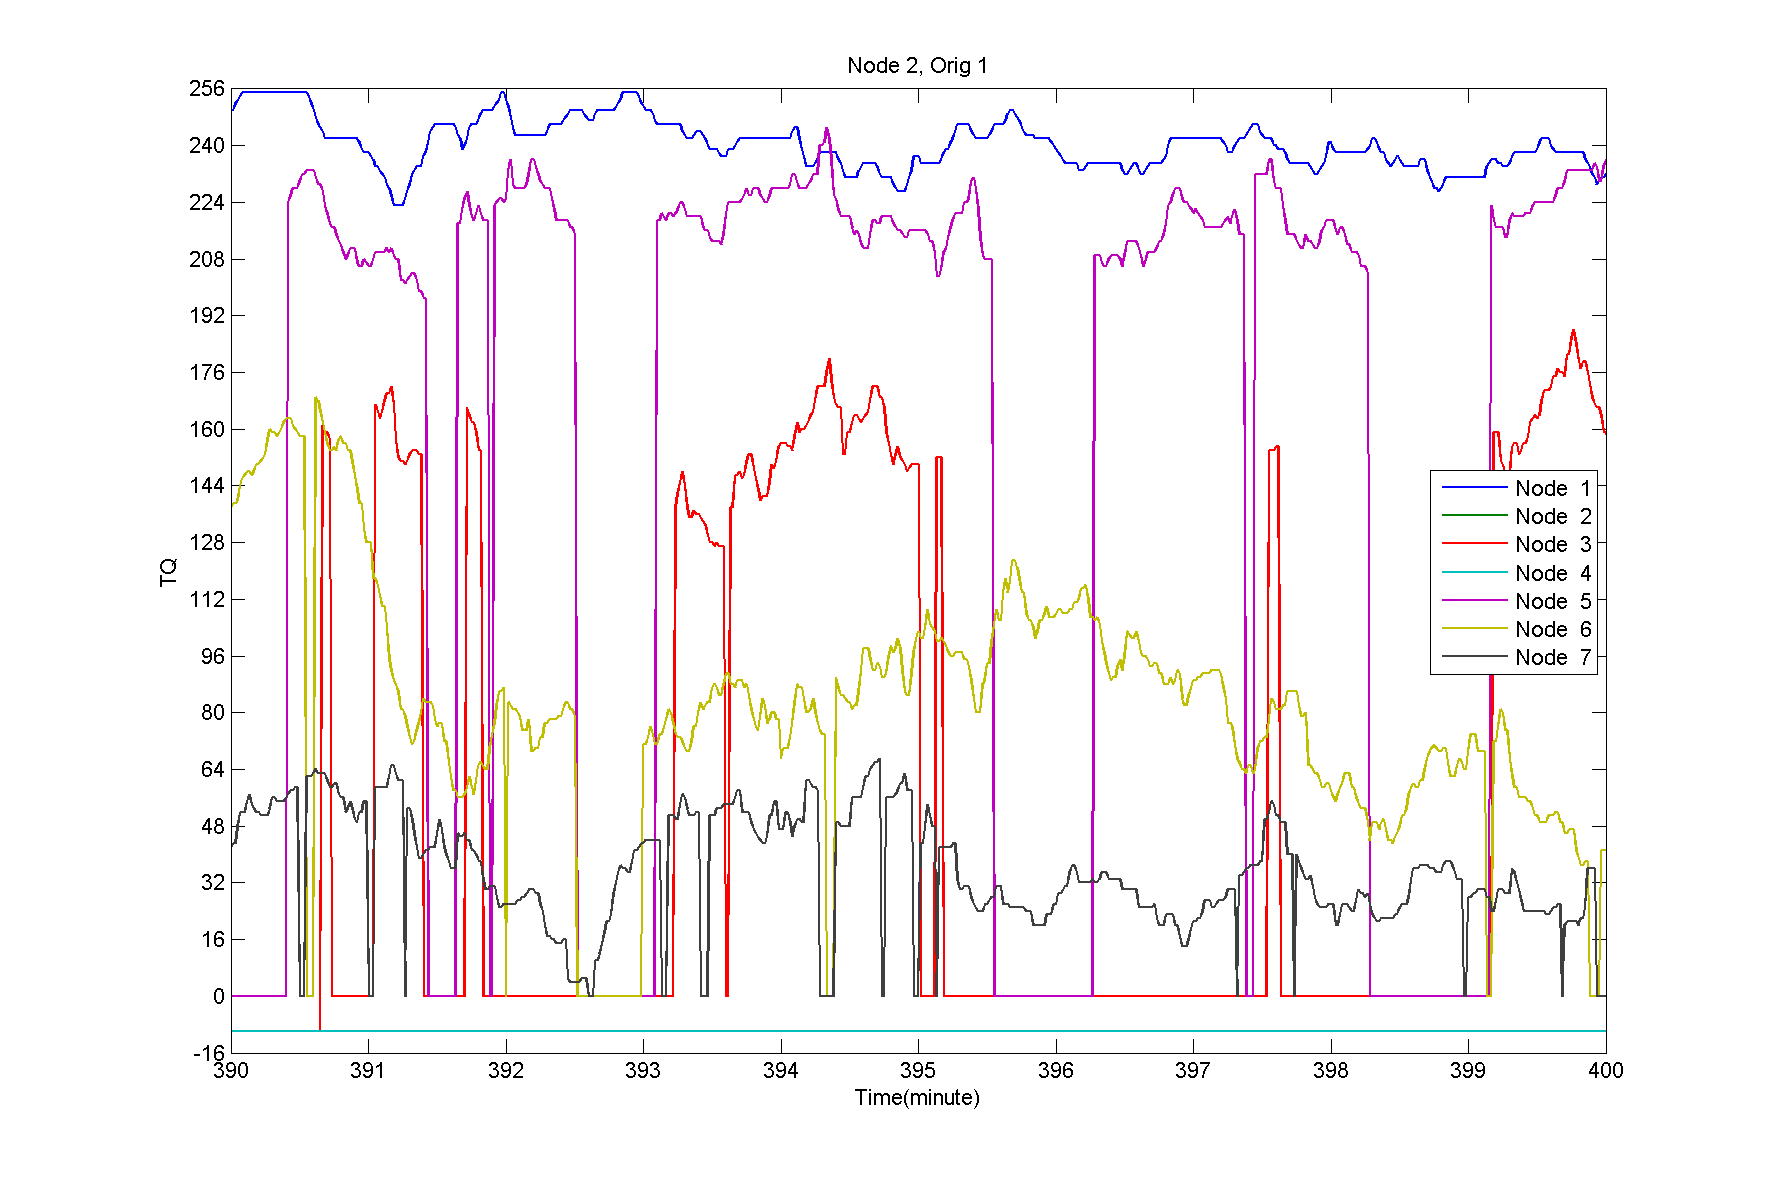 Node 2, Orig 1
256
240
224
208
192
176
160
144
128
112
96
80
64
48
32
16
0
-16
TQ
Node 1
Node 2
Node 3
Node 4
Node 5
Node 6
Node 7
390 391 392 393 394 395 396 397 398 399 400
Time(minute)